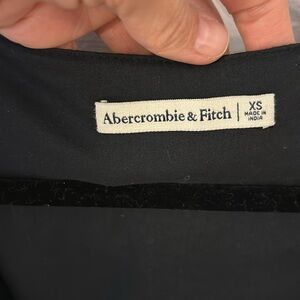 Abercrombie & Fitch
XS
MADE IN
INDIA